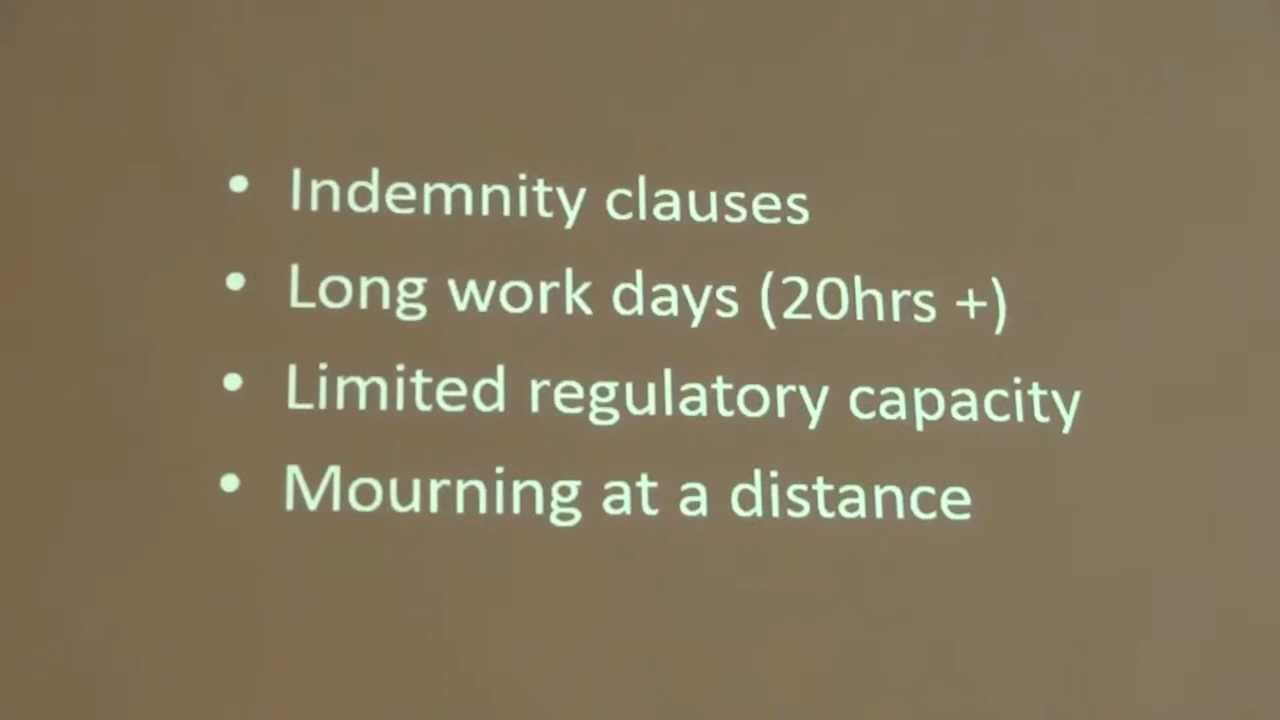 • Indemnity clauses
• Long work days (20hrs +)
• Limited regulatory capacity
• Mourning at a distance